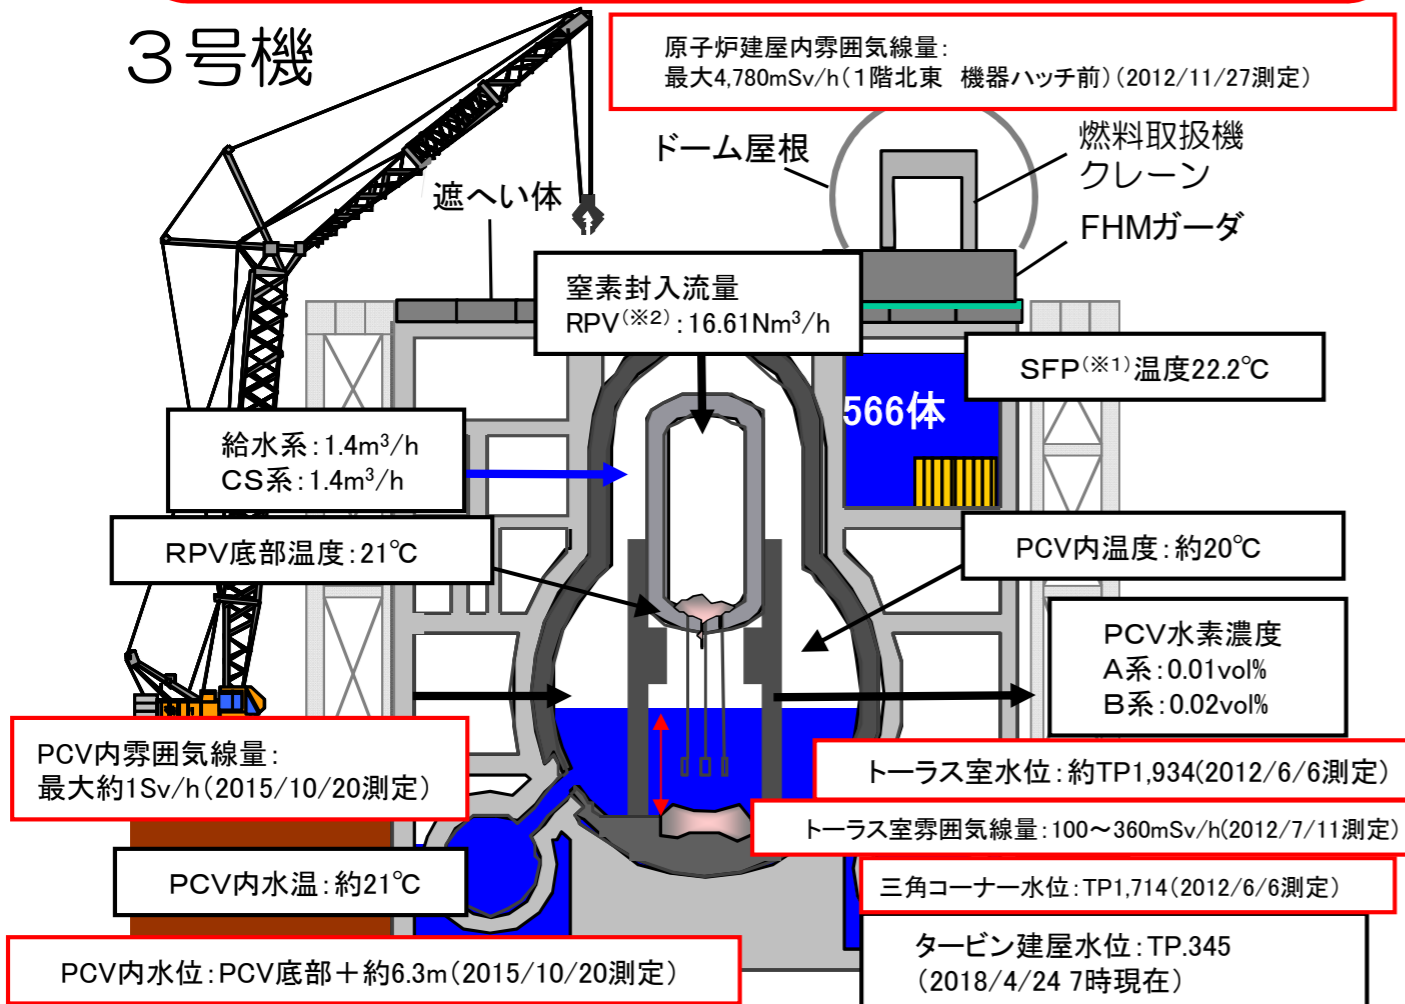 ３号機
原子炉建屋内雰囲気線量：
最大4,780mSv/h（１階北東　機器ハッチ前）（2012/11/27測定）
ドーム屋根
燃料取扱機
クレーン
遮へい体
FHMガーダ
窒素封入流量
RPV(※2)：16.61Nm³/h
SFP(※1)温度22.2℃
566体
給水系：1.4m³/h
CS系：1.4m³/h
RPV底部温度：21℃
PCV内温度：約20℃
PCV水素濃度
A系：0.01vol%
B系：0.02vol%
PCV内雰囲気線量：
最大約1Sv/h（2015/10/20測定）
トーラス室水位：約TP1,934（2012/6/6測定）
トーラス室雰囲気線量：100～360mSv/h（2012/7/11測定）
PCV内水温：約21℃
三角コーナー水位：TP1,714（2012/6/6測定）
PCV内水位：PCV底部＋約6.3m（2015/10/20測定）
タービン建屋水位：TP.345
（2018/4/24 7時現在）